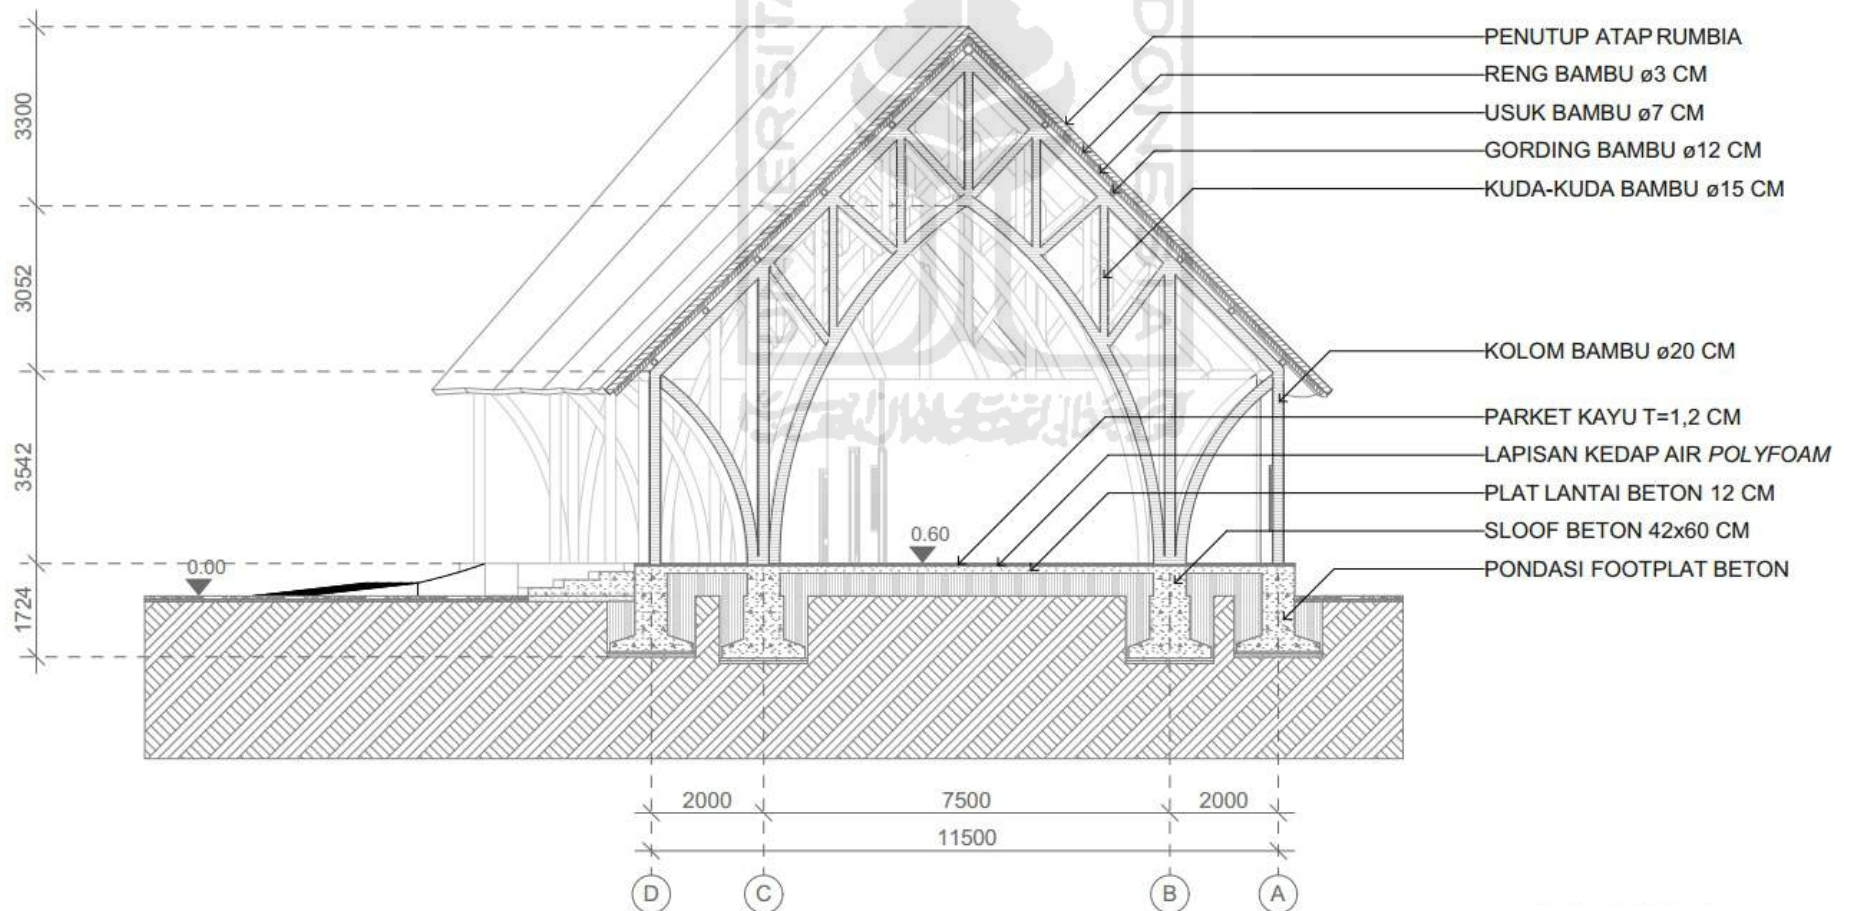 PENUTUP ATAP RUMBIA
RENG BAMBU ø3 CM
USUK BAMBU ø7 CM
GORDING BAMBU ø12 CM
KUDA-KUDA BAMBU ø15 CM
KOLOM BAMBU ø20 CM
PARKET KAYU T=1,2 CM
LAPISAN KEDAP AIR POLYFOAM
PLAT LANTAI BETON 12 CM
SLOOF BETON 42x60 CM
PONDASI FOOTPLAT BETON
3300
3052
3542
1724
0.00
0.60
2000 7500 2000
11500
D C B A